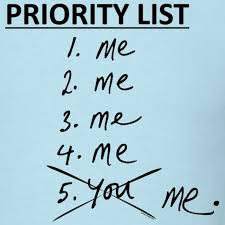 PRIORITY LIST
1. me
2. me
3. me
4. me
5. You me.